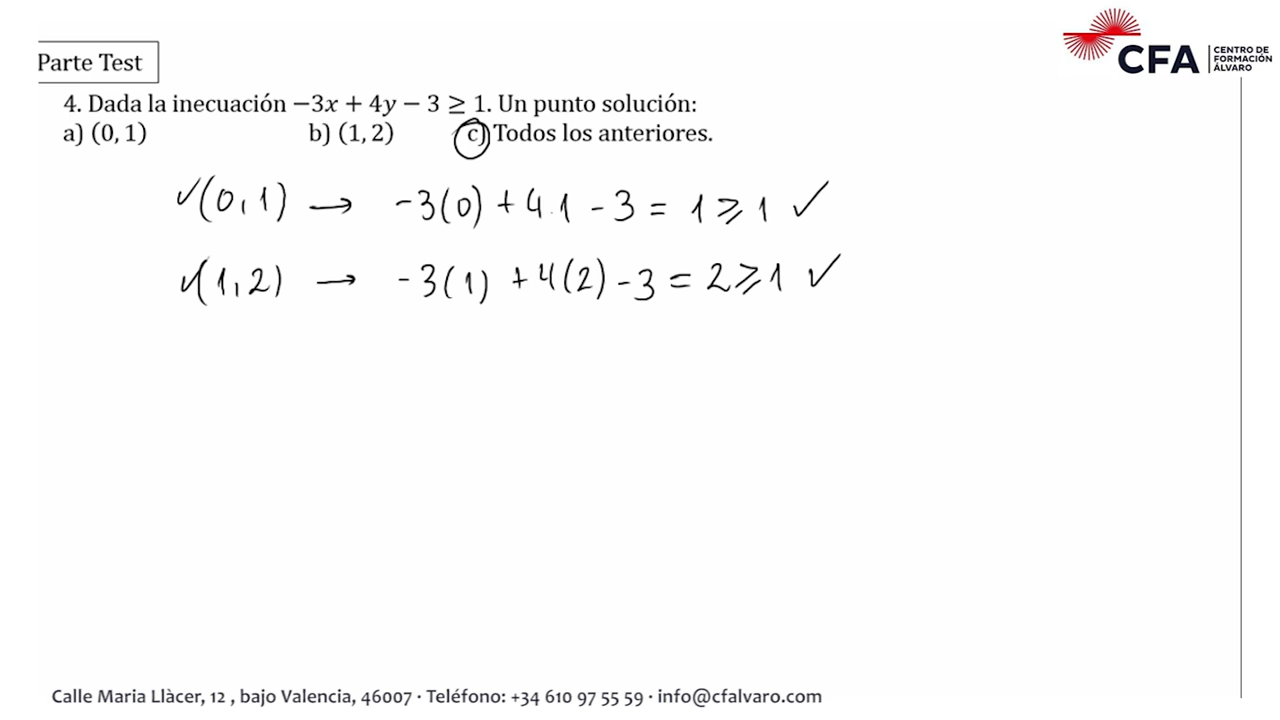 CFA
CENTRO DE
FORMACIÓN
ÁLVARO
Parte Test
4. Dada la inecuación −3x + 4y − 3 ≥ 1. Un punto solución:
a) (0, 1) b) (1, 2) c) Todos los anteriores.
✓(0,1) → -3(0) + 4·1 - 3 = 1 ⩾ 1 ✓
✓(1,2) → -3(1) + 4(2) - 3 = 2 ⩾ 1 ✓
Calle Maria Llàcer, 12 , bajo Valencia, 46007 · Teléfono: +34 610 97 55 59 · info@cfalvaro.com